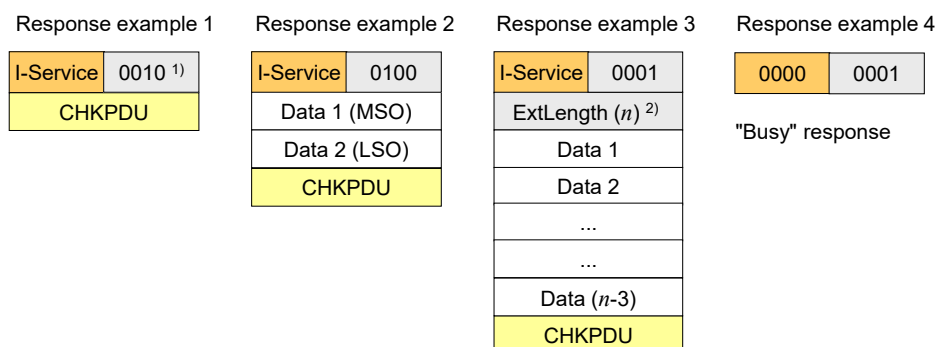 Response example 1
I-Service 0010 1)
CHKPDU
Response example 2
I-Service 0100
Data 1 (MSO)
Data 2 (LSO)
CHKPDU
Response example 3
I-Service 0001
ExtLength (n) 2)
Data 1
Data 2
...
...
Data (n-3)
CHKPDU
Response example 4
0000 0001
"Busy" response